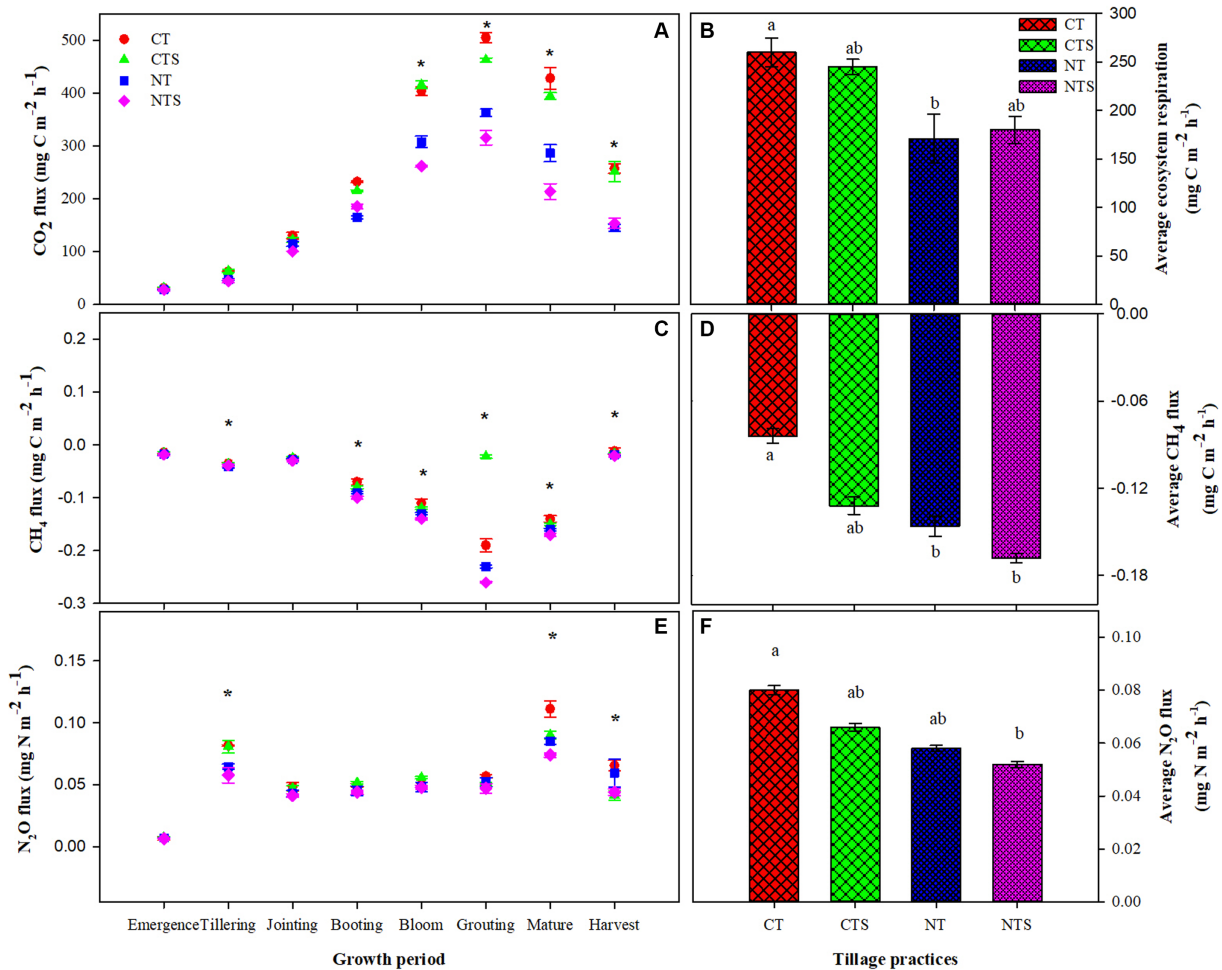 A
CO2 flux (mg C m−2 h−1)
500
400
300
200
100
0
CT
CTS
NT
NTS
*
*
*
*
B
a
ab
b
ab
CT
CTS
NT
NTS
300
250
200
150
100
50
0
Average ecosystem respiration
(mg C m−2 h−1)
C
CH4 flux (mg C m−2 h−1)
0.2
0.1
0.0
-0.1
-0.2
-0.3
*
*
*
*
*
*
D
a
ab
b
b
0.00
-0.06
-0.12
-0.18
Average CH4 flux
(mg C m−2 h−1)
E
N2O flux (mg N m−2 h−1)
0.15
0.10
0.05
0.00
*
*
*
Emergence Tillering Jointing Booting Bloom Grouting Mature Harvest
Growth period
F
a
ab
ab
b
0.10
0.08
0.06
0.04
0.02
0.00
Average N2O flux
(mg N m−2 h−1)
CT CTS NT NTS
Tillage practices